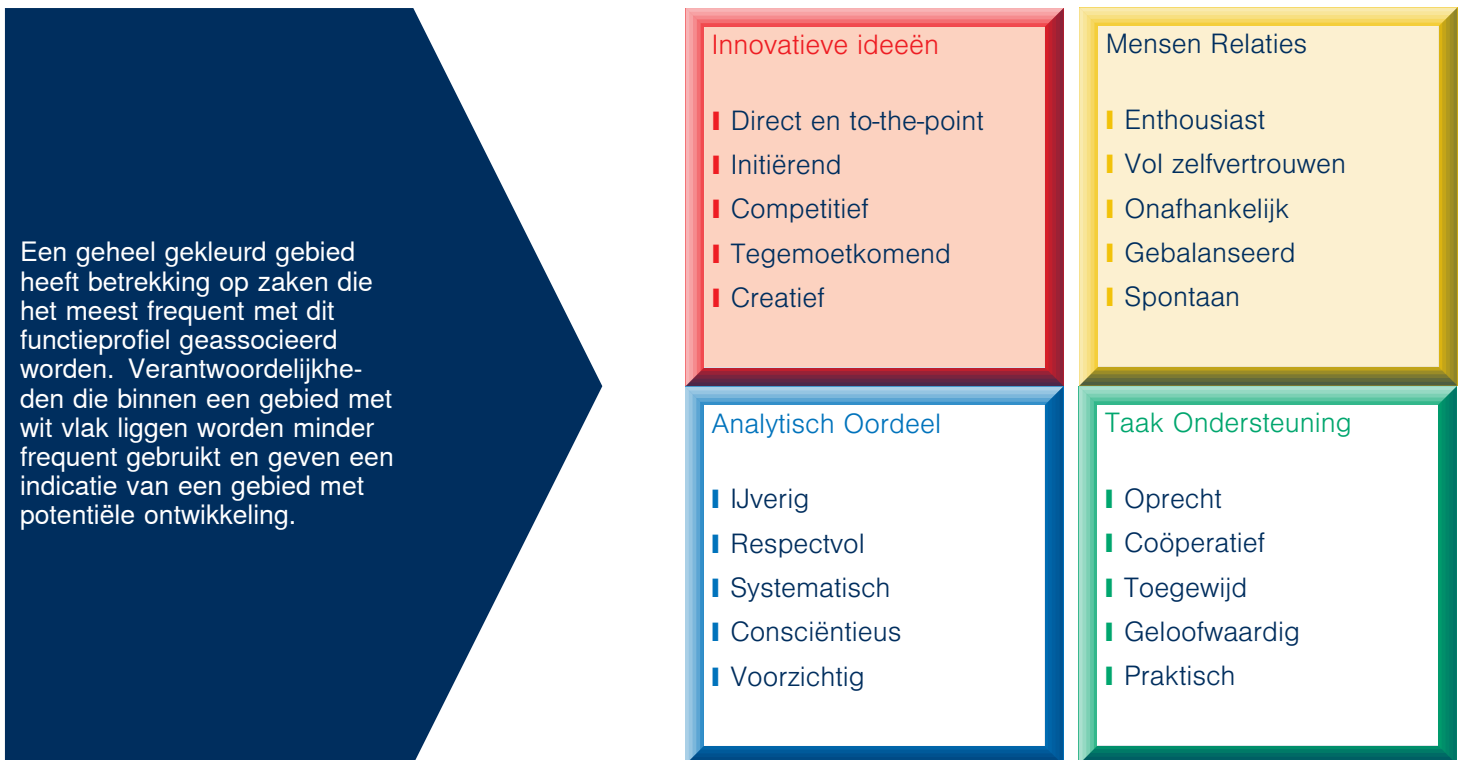 Een geheel gekleurd gebied
heeft betrekking op zaken die
het meest frequent met dit
functieprofiel geassocieerd
worden. Verantwoordelijkhe-
den die binnen een gebied met
wit vlak liggen worden minder
frequent gebruikt en geven een
indicatie van een gebied met
potentiële ontwikkeling.
Innovatieve ideeën
Direct en to-the-point
Initiërend
Competitief
Tegemoetkomend
Creatief
Mensen Relaties
Enthousiast
Vol zelfvertrouwen
Onafhankelijk
Gebalanseerd
Spontaan
Analytisch Oordeel
IJverig
Respectvol
Systematisch
Consciëntieus
Voorzichtig
Taak Ondersteuning
Oprecht
Coöperatief
Toegewijd
Geloofwaardig
Praktisch